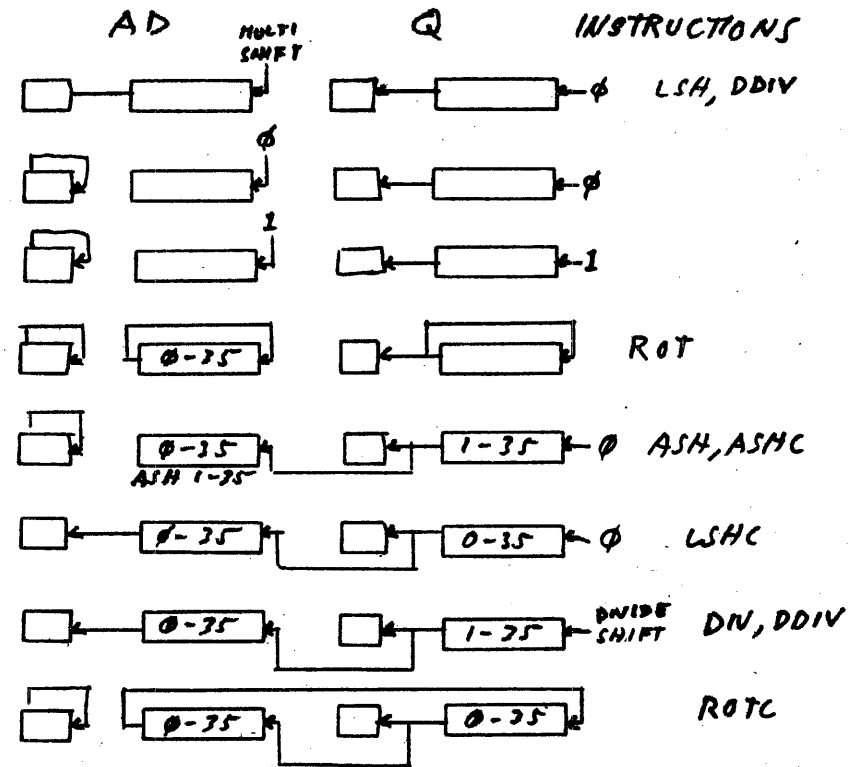 AD Q INSTRUCTIONS
MULTI
SHIFT
ø LSH, DDIV
ø ø
1 1
ø-35 ROT
ø-35 1-35 ø ASH, ASHC
ASH 1-35
ø-35 0-35 ø LSHC
ø-35 1-35 DIVIDE SHIFT DIV, DDIV
ø-35 0-35 ROTC